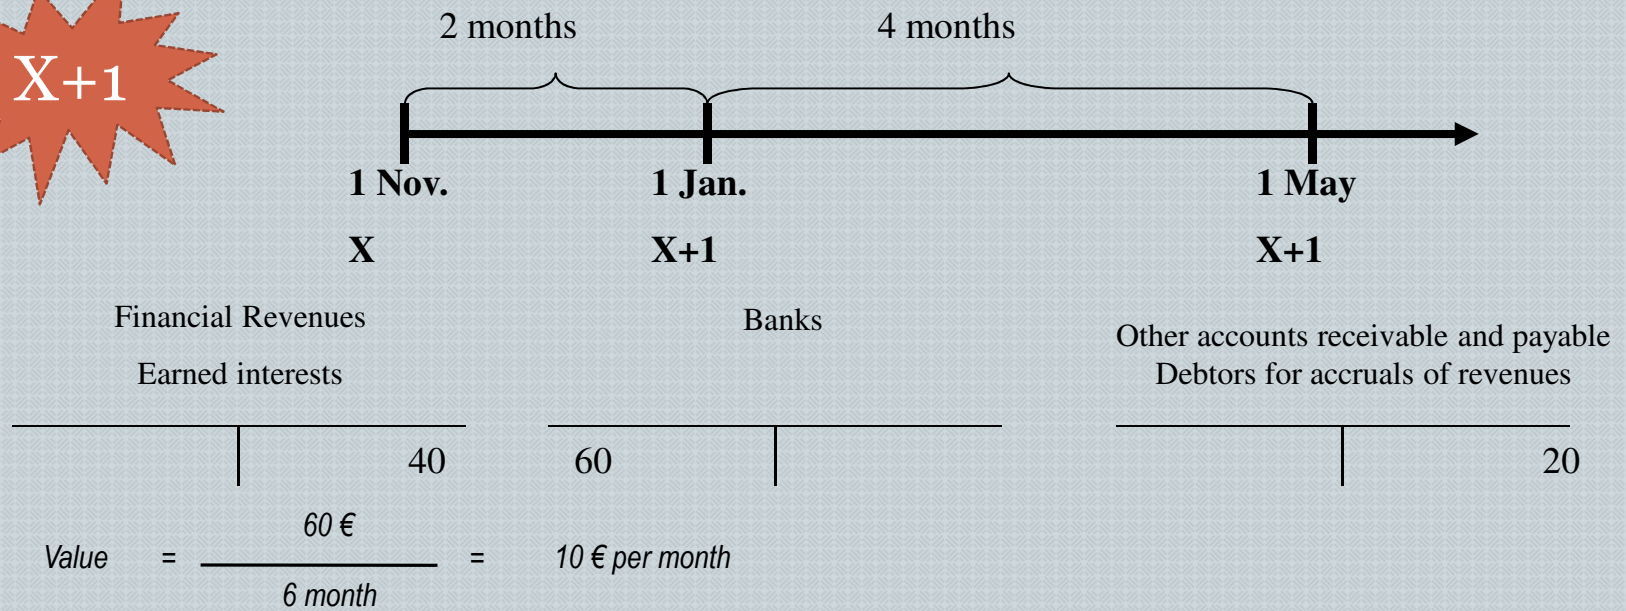 X+1
2 months 4 months
1 Nov. 1 Jan. 1 May
X X+1 X+1
Financial Revenues
Earned interests
Banks
Other accounts receivable and payable
Debtors for accruals of revenues
40 60 20
60 €
Value = = 10 € per month
6 month